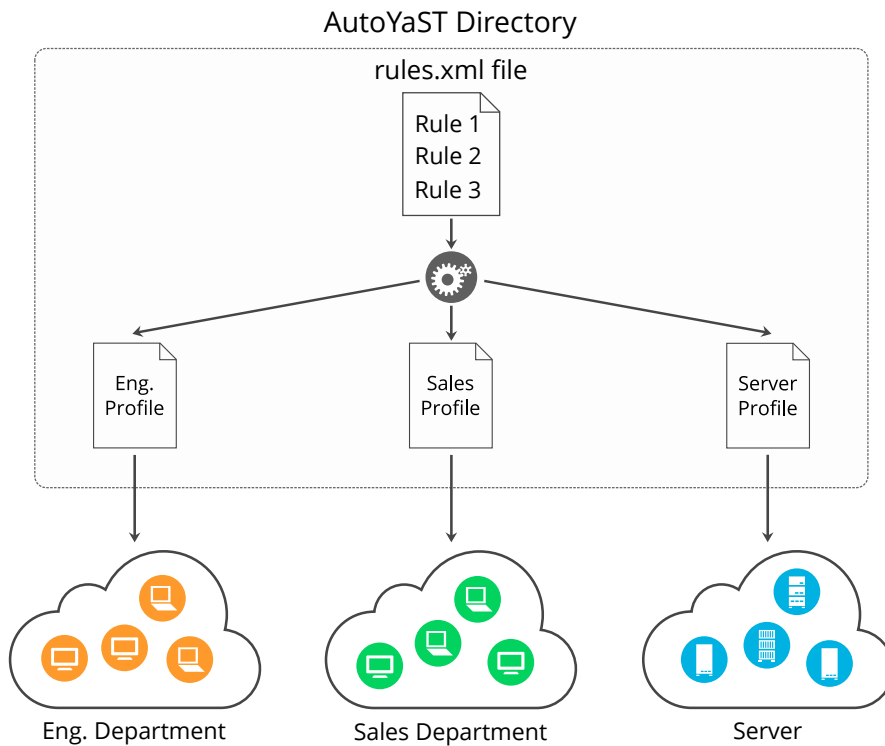 AutoYaST Directory
rules.xml file
Rule 1
Rule 2
Rule 3
Eng.
Profile
Sales
Profile
Server
Profile
Eng. Department
Sales Department
Server